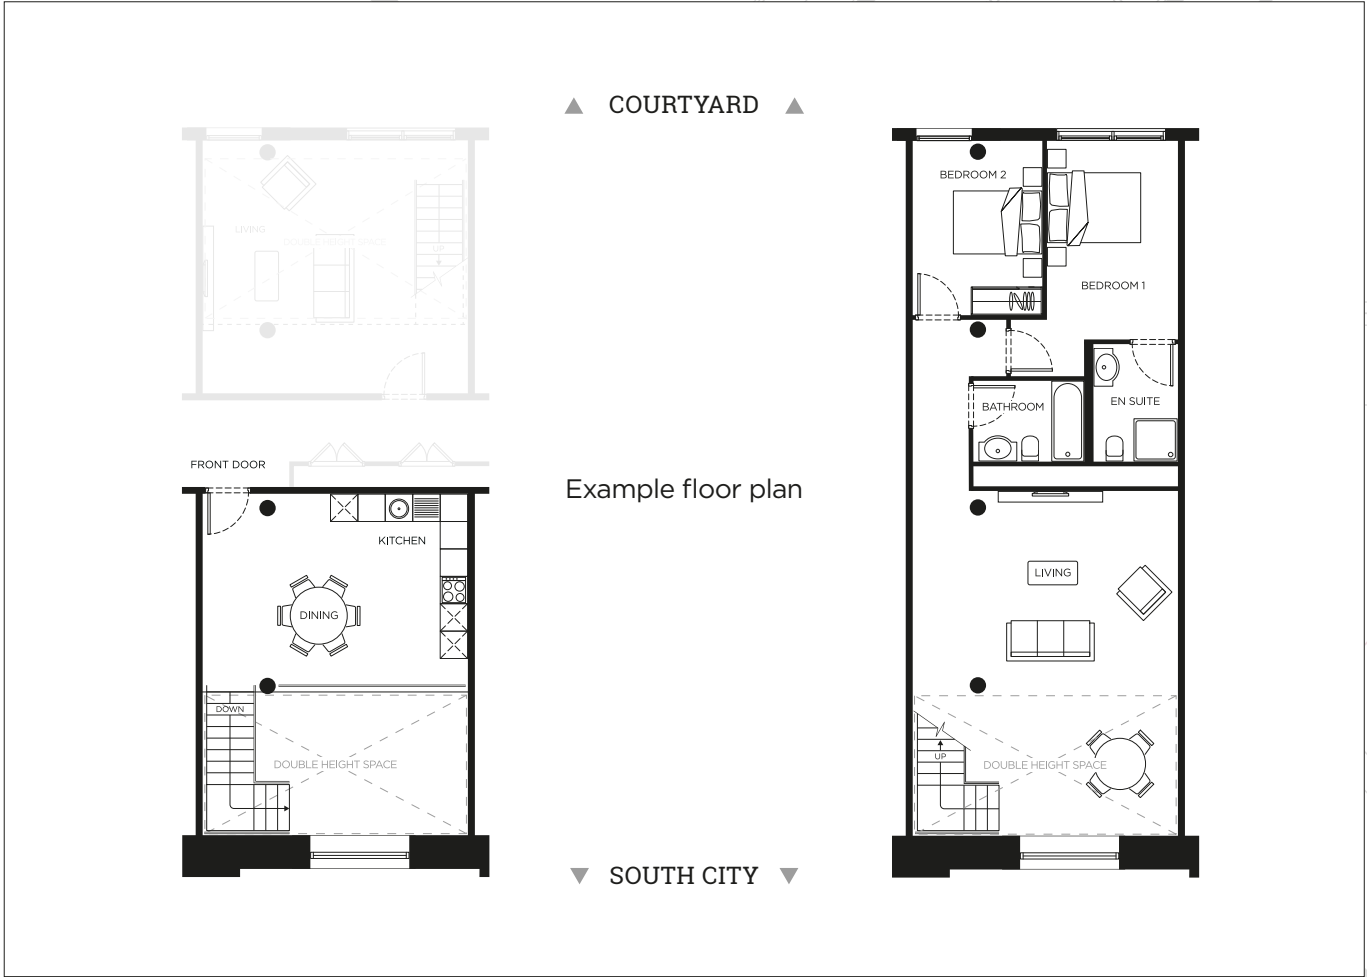 COURTYARD
LIVING
DOUBLE HEIGHT SPACE
UP
BEDROOM 2
BEDROOM 1
BATHROOM
EN SUITE
FRONT DOOR
Example floor plan
KITCHEN
DINING
LIVING
DOWN
DOUBLE HEIGHT SPACE
UP
DOUBLE HEIGHT SPACE
SOUTH CITY